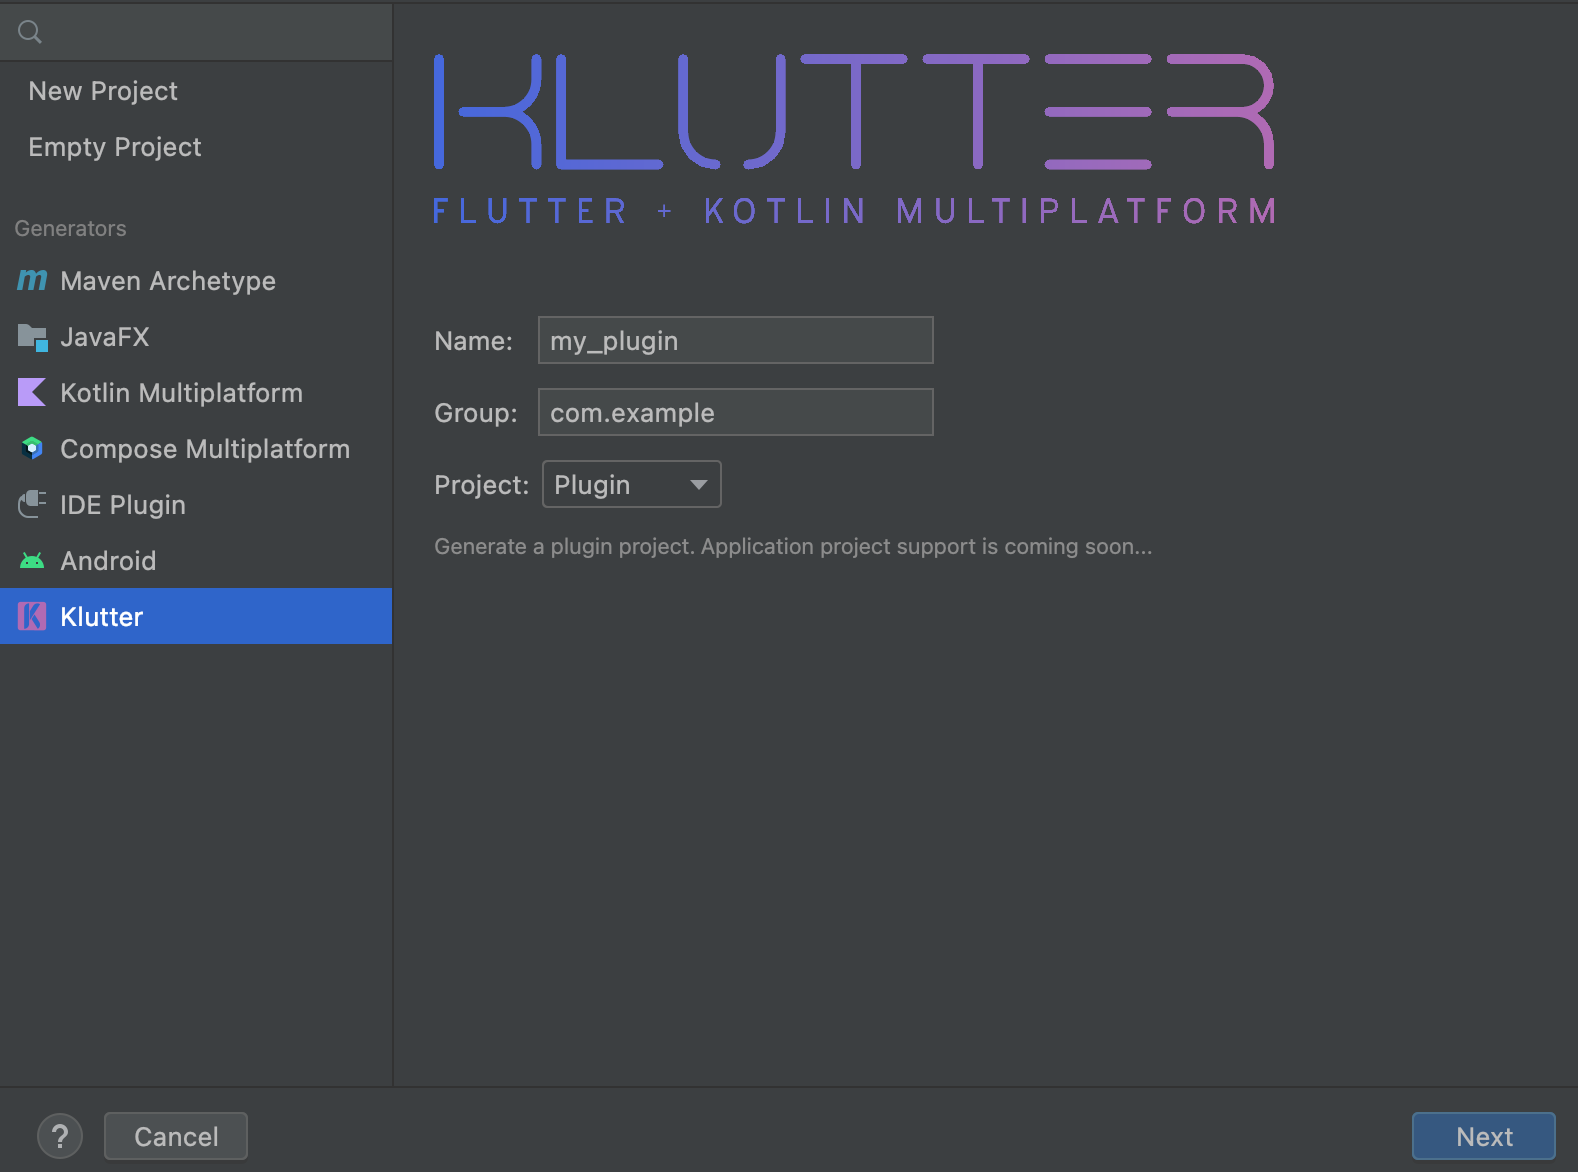 New Project
Empty Project
Generators
Maven Archetype
JavaFX
Kotlin Multiplatform
Compose Multiplatform
IDE Plugin
Android
Klutter
KLUTTER
FLUTTER + KOTLIN MULTIPLATFORM
Name: my_plugin
Group: com.example
Project: Plugin
Generate a plugin project. Application project support is coming soon...
? Cancel Next